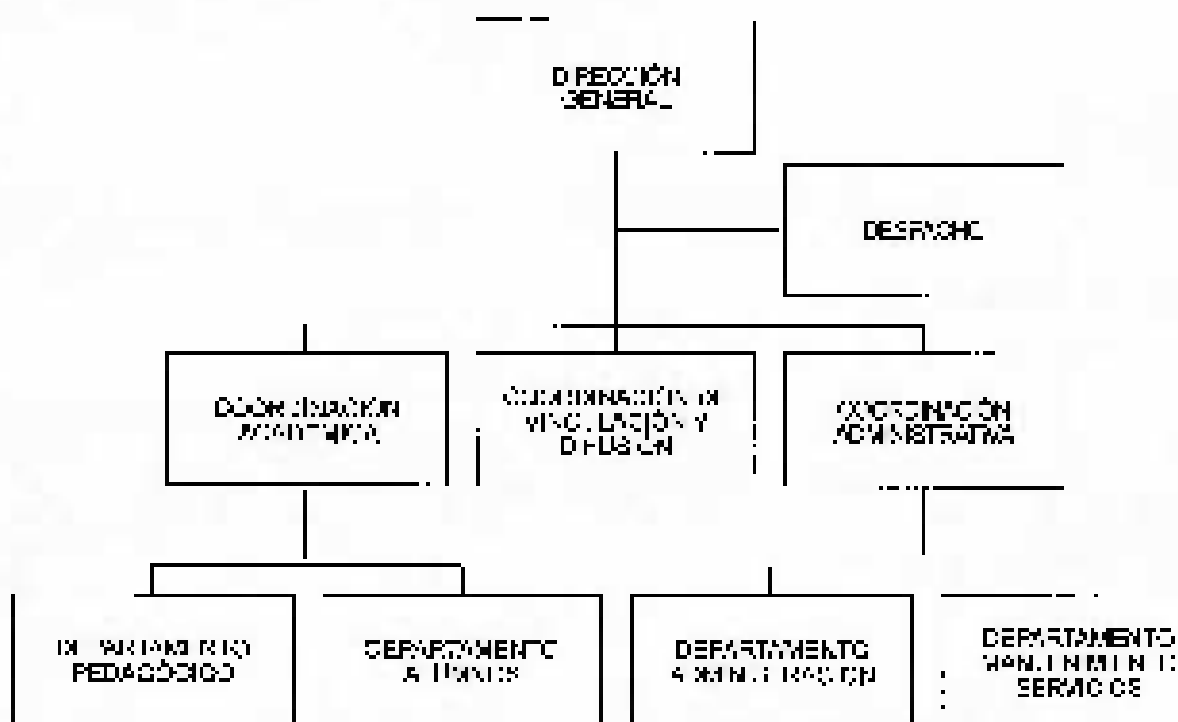 DIRECCIÓN
GENERAL
DESPACHO
COORDINACIÓN
ACADÉMICA
COORDINACIÓN DE
VINCULACIÓN Y
DIFUSIÓN
COORDINACIÓN
ADMINISTRATIVA
DEPARTAMENTO
PEDAGÓGICO
DEPARTAMENTO
ALUMNOS
DEPARTAMENTO
ADMINISTRACIÓN
DEPARTAMENTO
MANTENIMIENTO
SERVICIOS